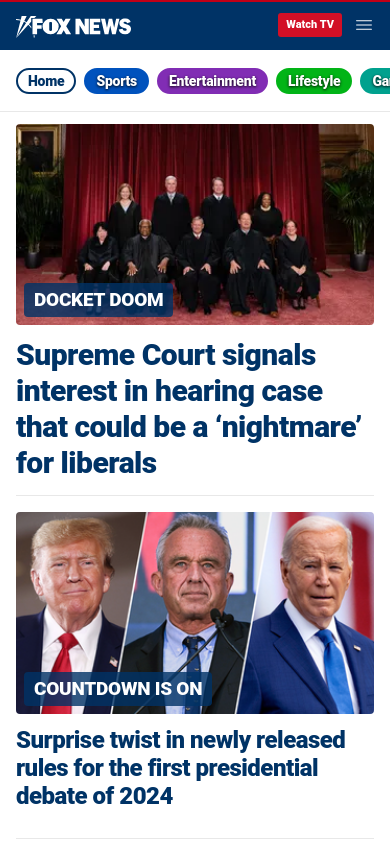 FOX NEWS
Watch TV
Home
Sports
Entertainment
Lifestyle
DOCKET DOOM
Supreme Court signals
interest in hearing case
that could be a ‘nightmare’
for liberals
COUNTDOWN IS ON
Surprise twist in newly released
rules for the first presidential
debate of 2024